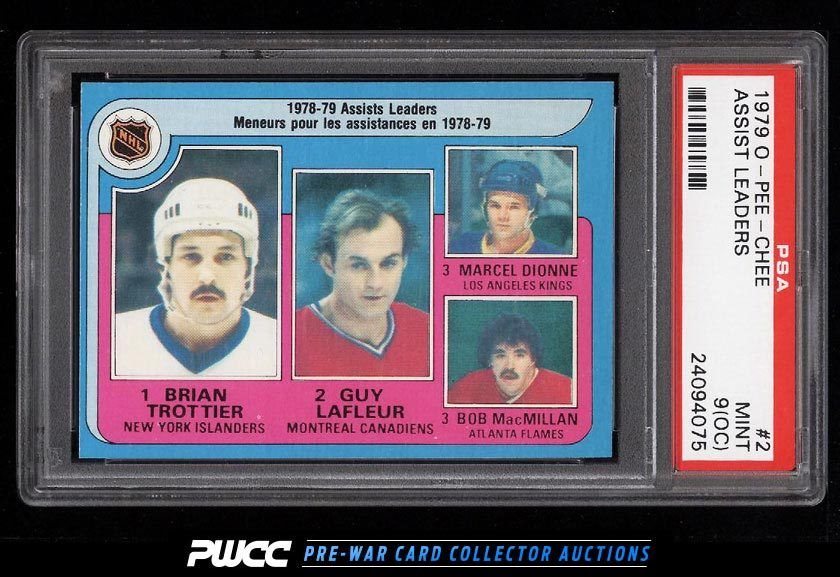 1978-79 Assists Leaders
Meneurs pour les assistances en 1978-79
NHL
1 BRIAN
TROTTIER
NEW YORK ISLANDERS
2 GUY
LAFLEUR
MONTREAL CANADIENS
3 MARCEL DIONNE
LOS ANGELES KINGS
3 BOB MacMILLAN
ATLANTA FLAMES
PSA
1979 O-PEE-CHEE
ASSIST LEADERS
#2
MINT
9(OC)
24094075
PWCC PRE-WAR CARD COLLECTOR AUCTIONS